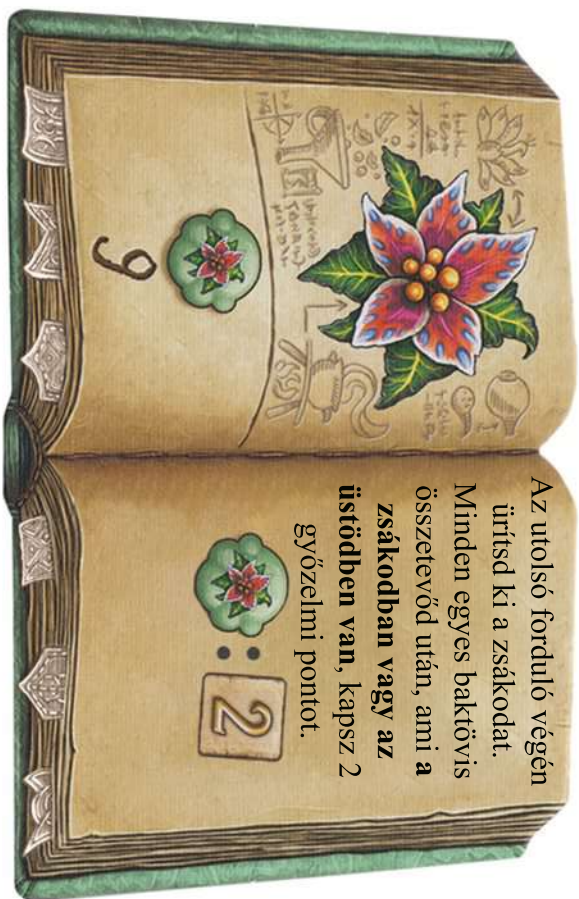 9
Az utolsó forduló végén
ürítsd ki a zsákodat.
Minden egyes baktövis
összetevőd után, ami a
zsákodban vagy az
üstödben van, kapsz 2
győzelmi pontot.
: 2